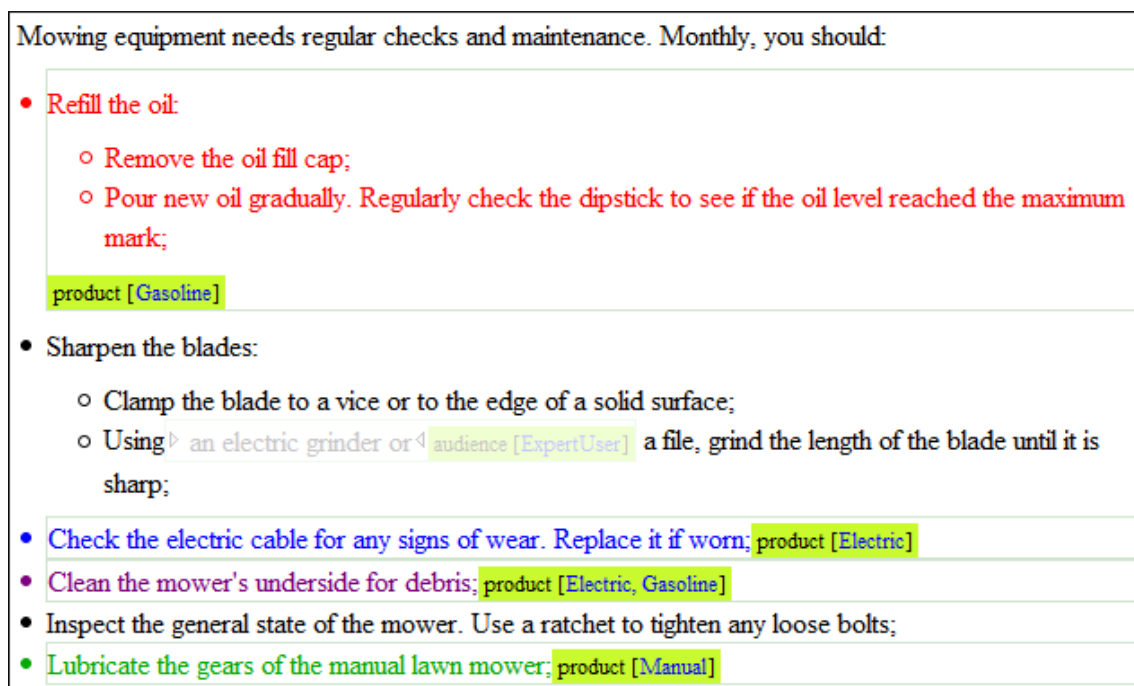 Mowing equipment needs regular checks and maintenance. Monthly, you should:
Refill the oil:
Remove the oil fill cap;
Pour new oil gradually. Regularly check the dipstick to see if the oil level reached the maximum
mark;
product [Gasoline]
Sharpen the blades:
Clamp the blade to a vice or to the edge of a solid surface;
Using an electric grinder or audience [ExpertUser] a file, grind the length of the blade until it is
sharp;
Check the electric cable for any signs of wear. Replace it if worn; product [Electric]
Clean the mower's underside for debris; product [Electric, Gasoline]
Inspect the general state of the mower. Use a ratchet to tighten any loose bolts;
Lubricate the gears of the manual lawn mower; product [Manual]